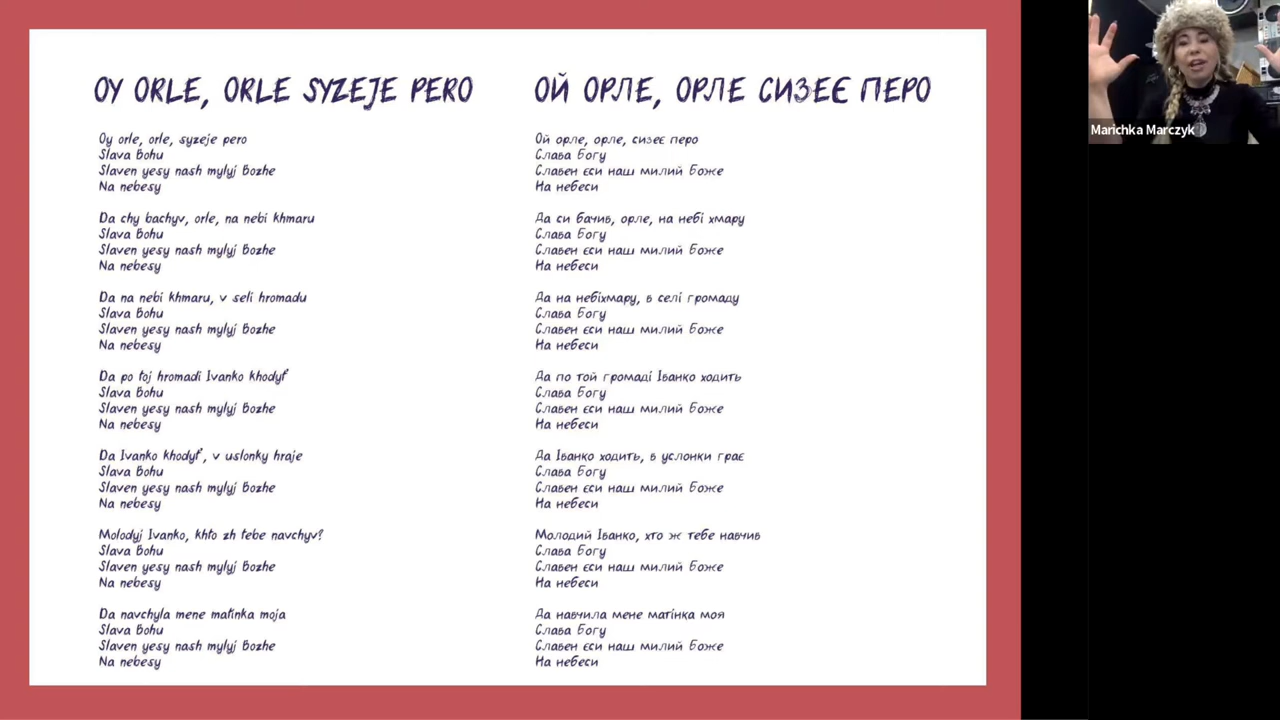 OY ORLE, ORLE SYZEJE PERO
Oy orle, orle, syzeje pero
Slava Bohu
Slaven yesy nash mylyj Bozhe
Na nebesy
Da chy bachyv, orle, na nebi khmaru
Slava Bohu
Slaven yesy nash mylyj Bozhe
Na nebesy
Da na nebi khmaru, v seli hromadu
Slava Bohu
Slaven yesy nash mylyj Bozhe
Na nebesy
Da po toj hromadi Ivanko khodyt'
Slava Bohu
Slaven yesy nash mylyj Bozhe
Na nebesy
Da Ivanko khodyt', v uslonky hraje
Slava Bohu
Slaven yesy nash mylyj Bozhe
Na nebesy
Molodyj Ivanko, khto zh tebe navchyv?
Slava Bohu
Slaven yesy nash mylyj Bozhe
Na nebesy
Da navchyla mene matinka moja
Slava Bohu
Slaven yesy nash mylyj Bozhe
Na nebesy
ОЙ ОРЛЕ, ОРЛЕ СИЗЕЄ ПЕРО
Ой орле, орле, сизеє перо
Слава Богу
Славен єси наш милий Боже
На небеси
Да си бачив, орле, на небі хмару
Слава Богу
Славен єси наш милий Боже
На небеси
Да на небіхмару, в селі громаду
Слава Богу
Славен єси наш милий Боже
На небеси
Да по той громаді Іванко ходить
Слава Богу
Славен єси наш милий Боже
На небеси
Да Іванко ходить, в услонки грає
Слава Богу
Славен єси наш милий Боже
На небеси
Молодий Іванко, хто ж тебе навчив
Слава Богу
Славен єси наш милий Боже
На небеси
Да навчила мене матінка моя
Слава Богу
Славен єси наш милий Боже
На небеси
Marichka Marczyk